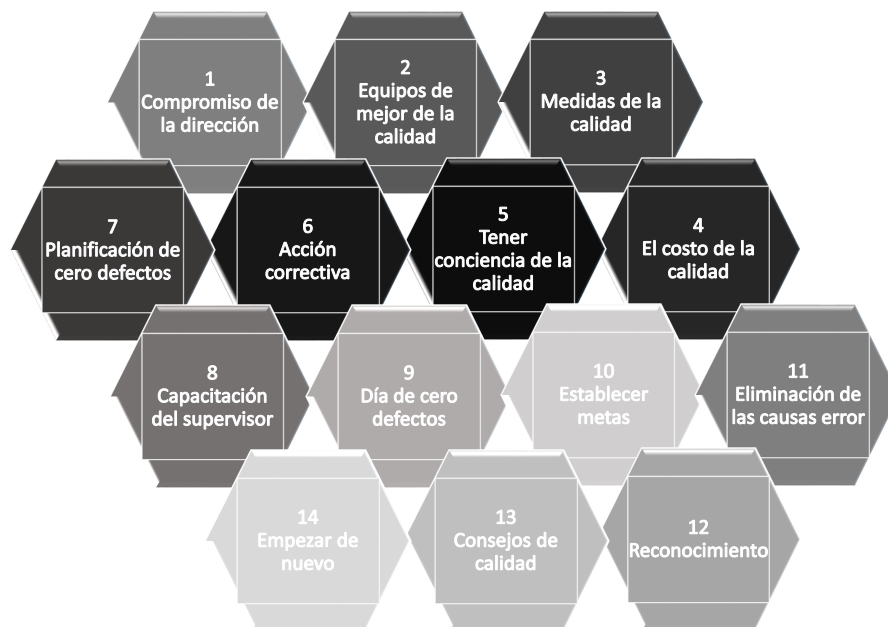 1
Compromiso de
la dirección
2
Equipos de
mejor de la
calidad
3
Medidas de la
calidad
7
Planificación de
cero defectos
6
Acción
correctiva
5
Tener
conciencia de la
calidad
4
El costo de la
calidad
8
Capacitación
del supervisor
9
Día de cero
defectos
10
Establecer
metas
11
Eliminación de
las causas error
14
Empezar de
nuevo
13
Consejos de
calidad
12
Reconocimiento